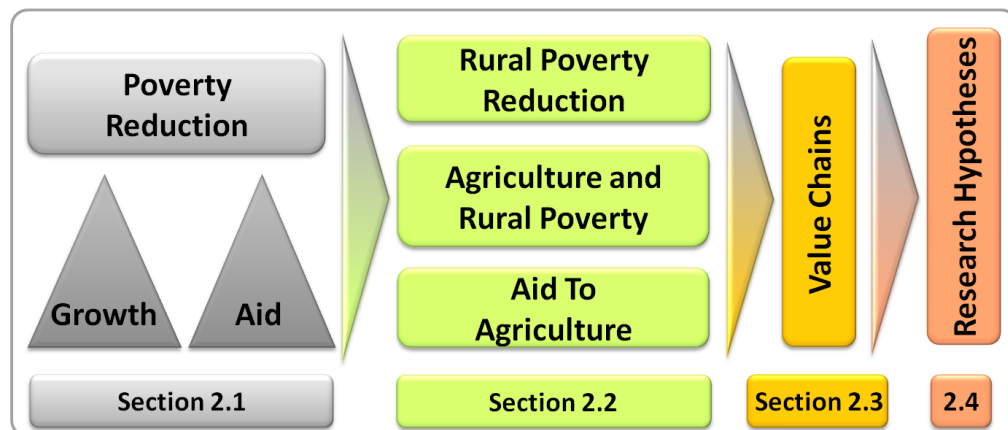 Poverty
Reduction
Growth
Aid
Section 2.1
Rural Poverty
Reduction
Agriculture and
Rural Poverty
Aid To
Agriculture
Section 2.2
Value Chains
Section 2.3
Research Hypotheses
2.4